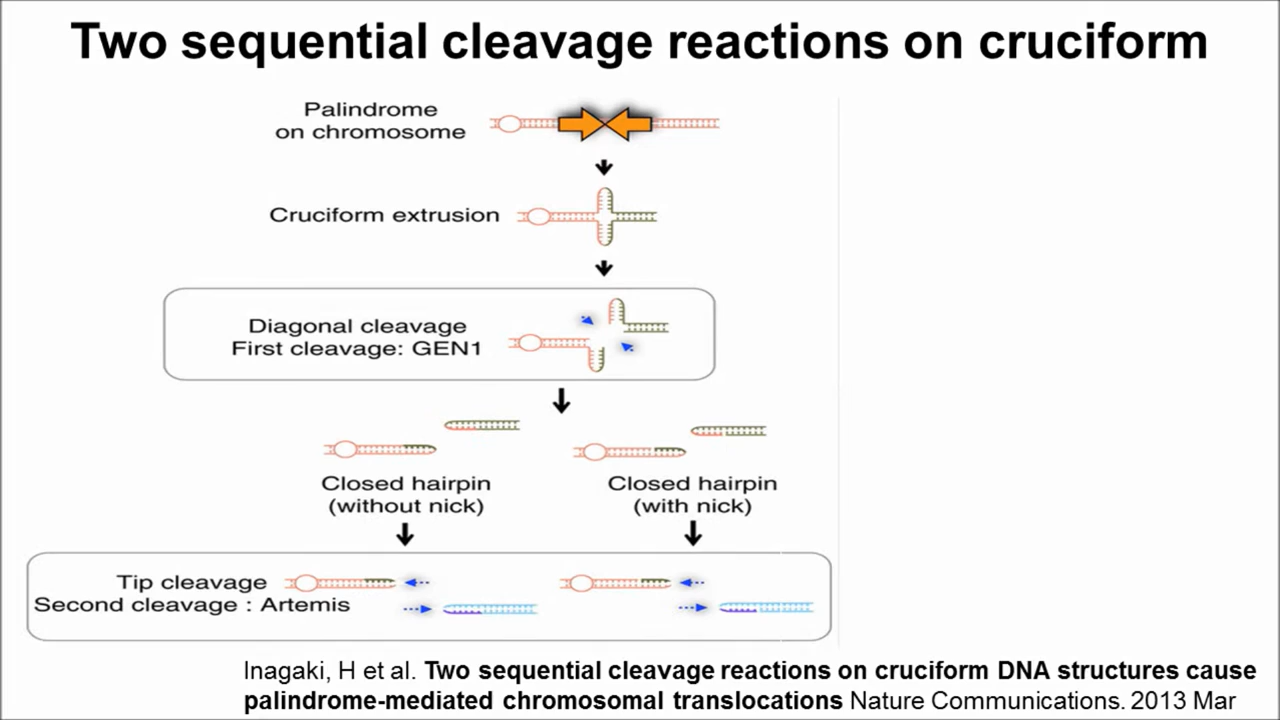 Two sequential cleavage reactions on cruciform
Palindrome
on chromosome
Cruciform extrusion
Diagonal cleavage
First cleavage: GEN1
Closed hairpin
(without nick)
Closed hairpin
(with nick)
Tip cleavage
Second cleavage : Artemis
Inagaki, H et al. Two sequential cleavage reactions on cruciform DNA structures cause
palindrome-mediated chromosomal translocations Nature Communications. 2013 Mar